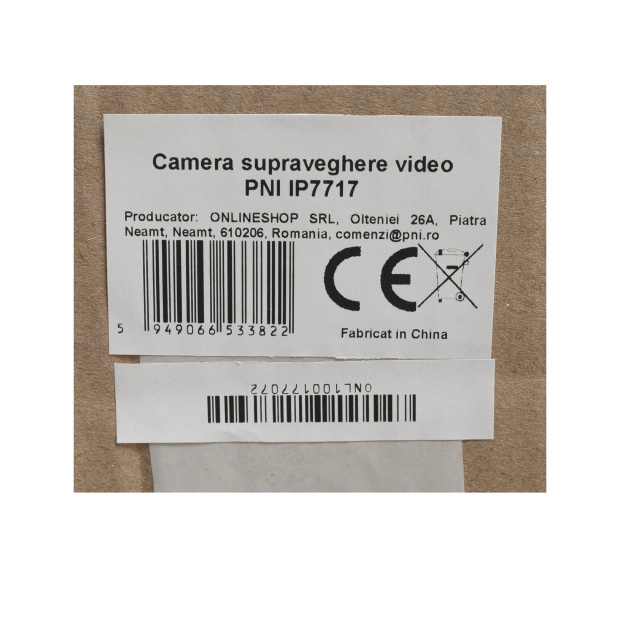 Camera supraveghere video
PNI IP7717
Producator: ONLINESHOP SRL, Olteniei 26A, Piatra
Neamt, Neamt, 610206, Romania, comenzi@pni.ro
CE
5 949066 533822
Fabricat in China
ONL100177072